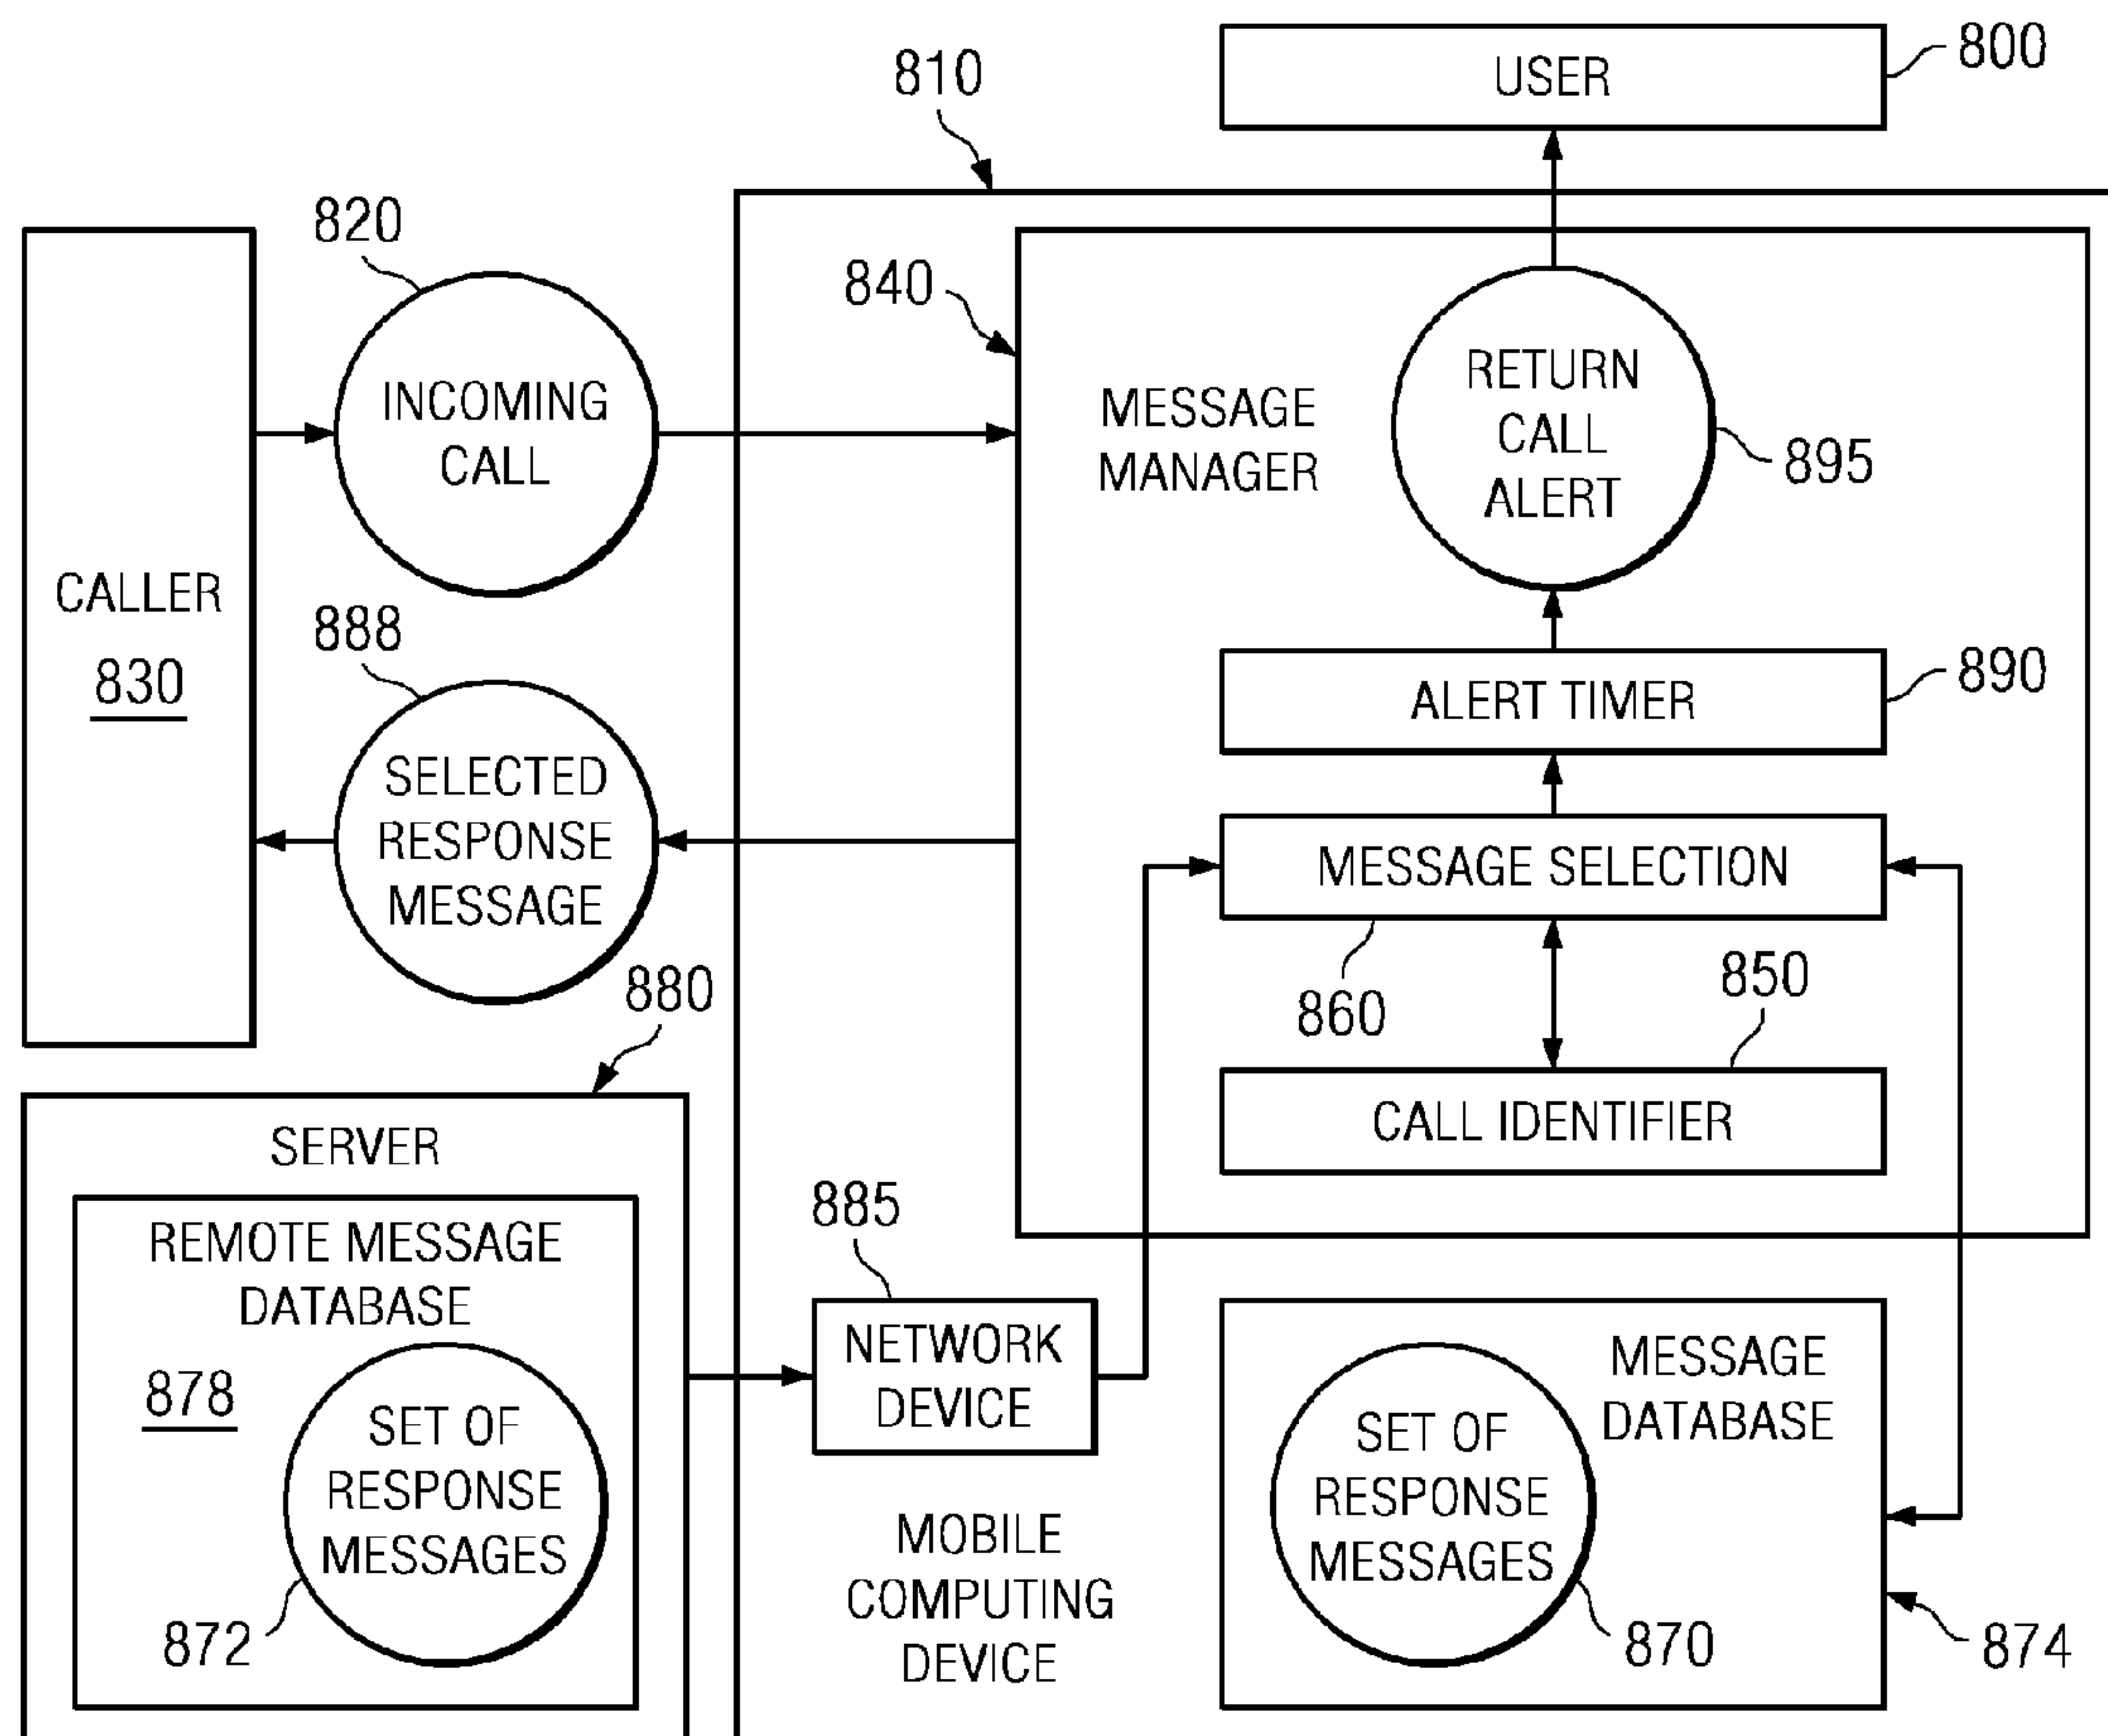 810
USER
800
820
840
INCOMING
CALL
MESSAGE
MANAGER
RETURN
CALL
ALERT
895
CALLER
830
888
SELECTED
RESPONSE
MESSAGE
ALERT TIMER
890
MESSAGE SELECTION
860
850
CALL IDENTIFIER
880
SERVER
REMOTE MESSAGE
DATABASE
878
SET OF
RESPONSE
MESSAGES
872
885
NETWORK
DEVICE
MOBILE
COMPUTING
DEVICE
MESSAGE
DATABASE
SET OF
RESPONSE
MESSAGES
870
874